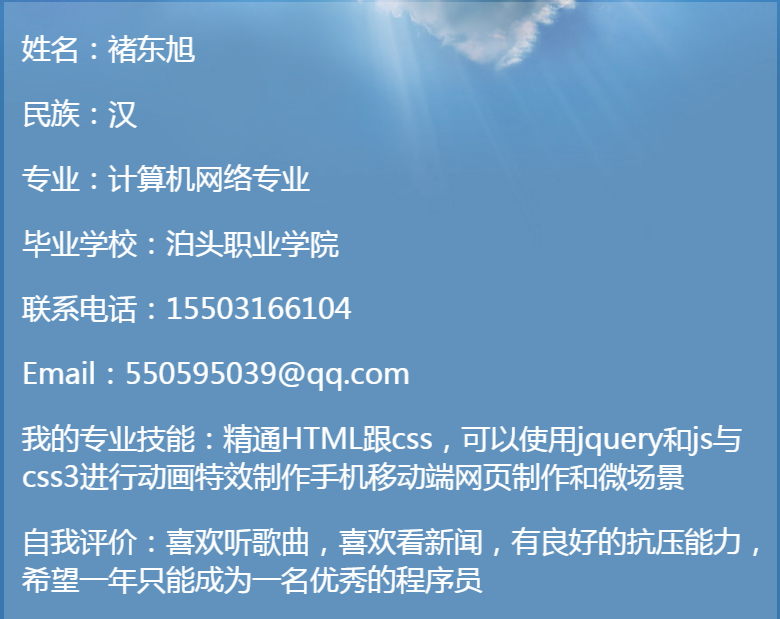 姓名：褚东旭
民族：汉
专业：计算机网络专业
毕业学校：泊头职业学院
联系电话：15503166104
Email：550595039@qq.com
我的专业技能：精通HTML跟css，可以使用jquery和js与
css3进行动画特效制作手机移动端网页制作和微场景
自我评价：喜欢听歌曲，喜欢看新闻，有良好的抗压能力，
希望一年只能成为一名优秀的程序员